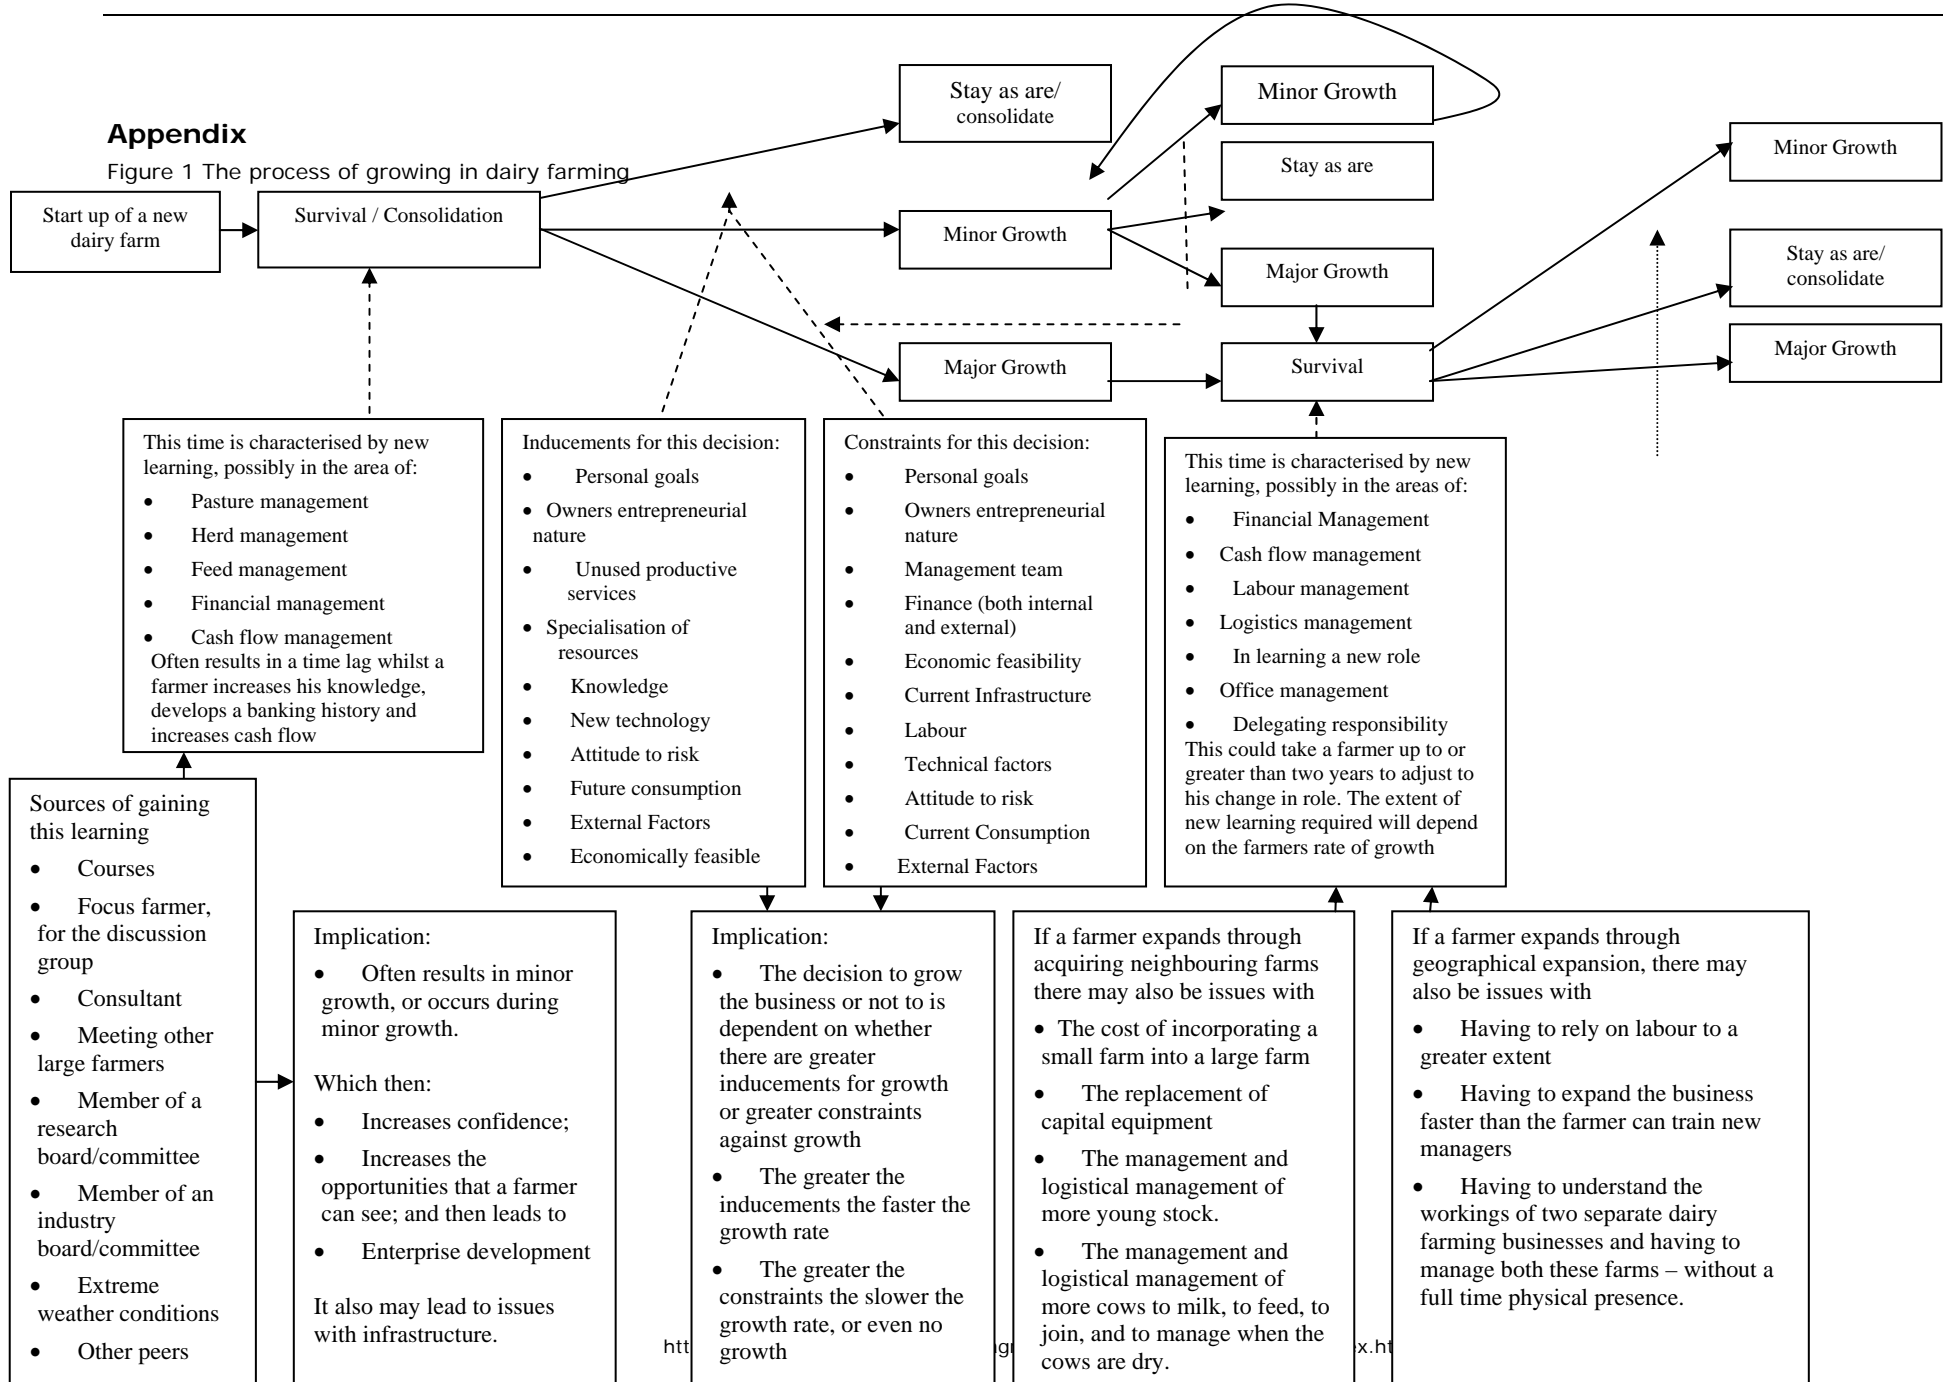 Appendix
Figure 1 The process of growing in dairy farming
Start up of a new
dairy farm
Survival / Consolidation
Stay as are/
consolidate
Minor Growth
Major Growth
Minor Growth
Stay as are
Major Growth
Survival
Minor Growth
Stay as are/
consolidate
Major Growth
This time is characterised by new
learning, possibly in the area of:
• Pasture management
• Herd management
• Feed management
• Financial management
• Cash flow management
Often results in a time lag whilst a
farmer increases his knowledge,
develops a banking history and
increases cash flow
Inducements for this decision:
• Personal goals
• Owners entrepreneurial
nature
• Unused productive
services
• Specialisation of
resources
• Knowledge
• New technology
• Attitude to risk
• Future consumption
• External Factors
• Economically feasible
Constraints for this decision:
• Personal goals
• Owners entrepreneurial
nature
• Management team
• Finance (both internal
and external)
• Economic feasibility
• Current Infrastructure
• Labour
• Technical factors
• Attitude to risk
• Current Consumption
• External Factors
This time is characterised by new
learning, possibly in the areas of:
• Financial Management
• Cash flow management
• Labour management
• Logistics management
• In learning a new role
• Office management
• Delegating responsibility
This could take a farmer up to or
greater than two years to adjust to
his change in role. The extent of
new learning required will depend
on the farmers rate of growth
Sources of gaining
this learning
• Courses
• Focus farmer,
for the discussion
group
• Consultant
• Meeting other
large farmers
• Member of a
research
board/committee
• Member of an
industry
board/committee
• Extreme
weather conditions
• Other peers
Implication:
• Often results in minor
growth, or occurs during
minor growth.
Which then:
• Increases confidence;
• Increases the
opportunities that a farmer
can see; and then leads to
• Enterprise development
It also may lead to issues
with infrastructure.
Implication:
• The decision to grow
the business or not to is
dependent on whether
there are greater
inducements for growth
or greater constraints
against growth
• The greater the
inducements the faster the
growth rate
• The greater the
constraints the slower the
growth rate, or even no
growth
If a farmer expands through
acquiring neighbouring farms
there may also be issues with
• The cost of incorporating a
small farm into a large farm
• The replacement of
capital equipment
• The management and
logistical management of
more young stock.
• The management and
logistical management of
more cows to milk, to feed, to
join, and to manage when the
cows are dry.
If a farmer expands through
geographical expansion, there may
also be issues with
• Having to rely on labour to a
greater extent
• Having to expand the business
faster than the farmer can train new
managers
• Having to understand the
workings of two separate dairy
farming businesses and having to
manage both these farms – without a
full time physical presence.